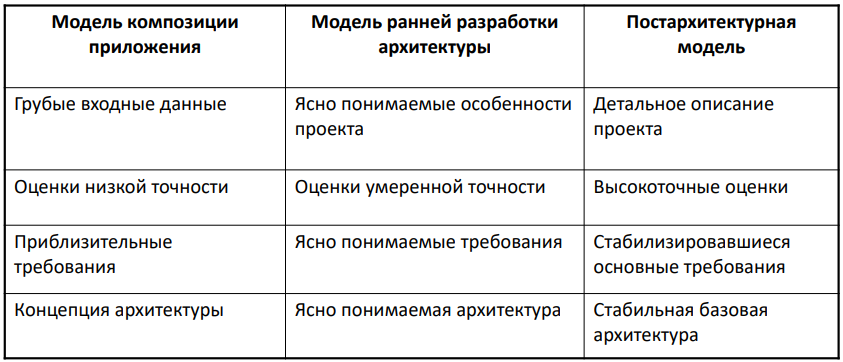 Модель композиции
приложения
Модель ранней разработки
архитектуры
Постархитектурная
модель
Грубые входные данные
Ясно понимаемые особенности
проекта
Детальное описание
проекта
Оценки низкой точности
Оценки умеренной точности
Высокоточные оценки
Приблизительные
требования
Ясно понимаемые требования
Стабилизировавшиеся
основные требования
Концепция архитектуры
Ясно понимаемая архитектура
Стабильная базовая
архитектура